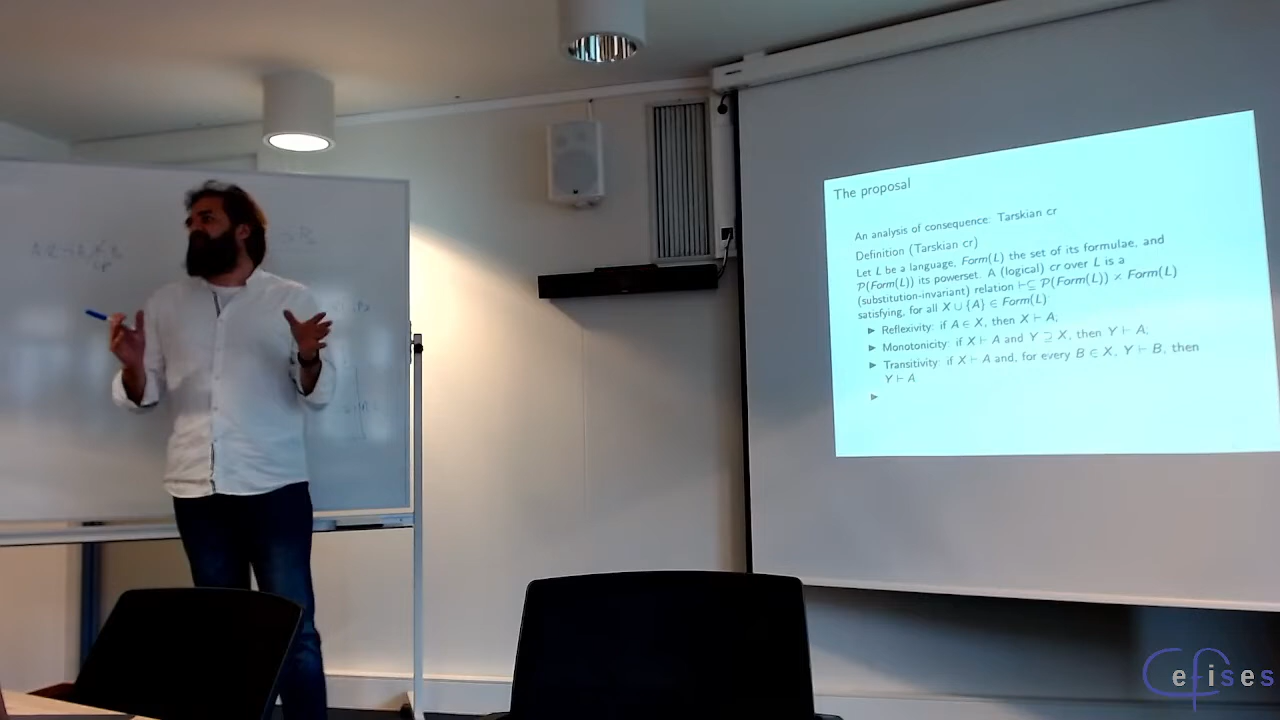 The proposal
An analysis of consequence: Tarskian cr
Definition (Tarskian cr)
Let L be a language, Form(L) the set of its formulae, and
P(Form(L)) its powerset. A (logical) cr over L is a
(substitution-invariant) relation ⊢⊆ P(Form(L)) × Form(L)
satisfying, for all X ∪ {A} ∈ Form(L):
▶ Reflexivity: if A ∈ X, then X ⊢ A;
▶ Monotonicity: if X ⊢ A and Y ⊇ X, then Y ⊢ A;
▶ Transitivity: if X ⊢ A and, for every B ∈ X, Y ⊢ B, then
Y ⊢ A
▶
efises